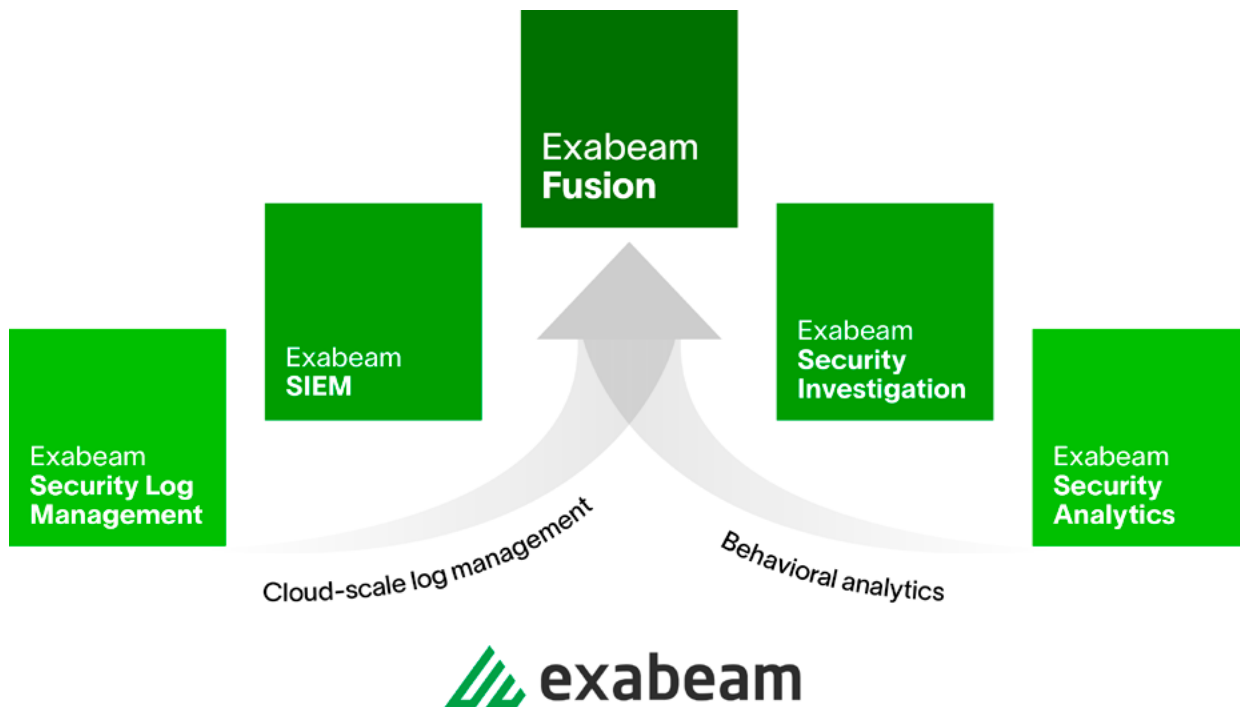 Exabeam
Fusion
Exabeam
SIEM
Exabeam
Security
Investigation
Exabeam
Security Log
Management
Exabeam
Security
Analytics
Cloud-scale log management
Behavioral analytics
exabeam